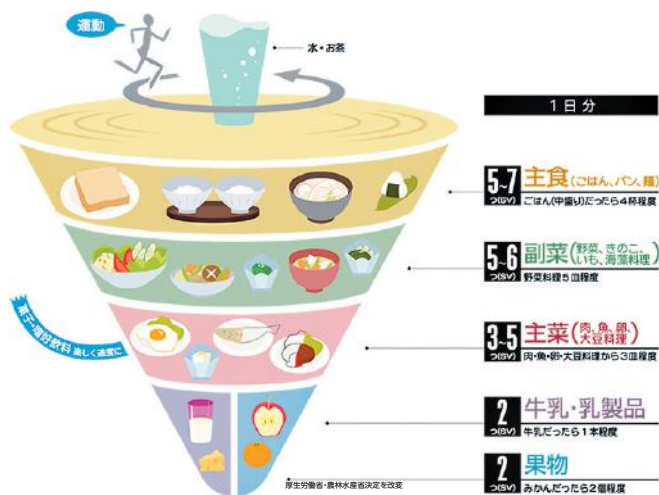 運動
水・お茶
1日分
5~7
つ(SV)
主食(ごはん、パン、麺)
ごはん(中盛り)だったら4杯程度
5~6
つ(SV)
副菜(野菜、きのこ、
いも、海藻料理)
野菜料理5皿程度
3~5
つ(SV)
主菜(肉、魚、卵、
大豆料理)
肉・魚・卵・大豆料理から3皿程度
菓子・嗜好飲料 楽しく適度に
2
つ(SV)
牛乳・乳製品
牛乳だったら1本程度
2
つ(SV)
果物
みかんだったら2個程度
厚生労働省・農林水産省決定を改変